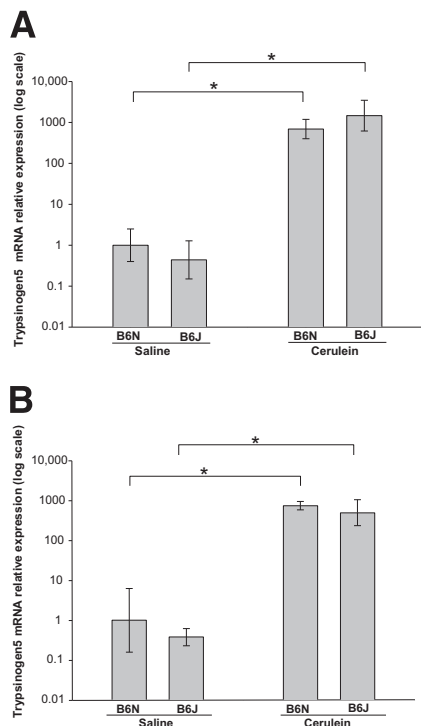 A
Trypsinogen5 mRNA relative expression (log scale)
*
*
10,000
1000
100
10
1
0.1
0.01
B6N B6J B6N B6J
Saline Cerulein
B
Trypsinogen5 mRNA relative expression (log scale)
*
*
10,000
1000
100
10
1
0.1
0.01
B6N B6J B6N B6J
Saline Cerulein